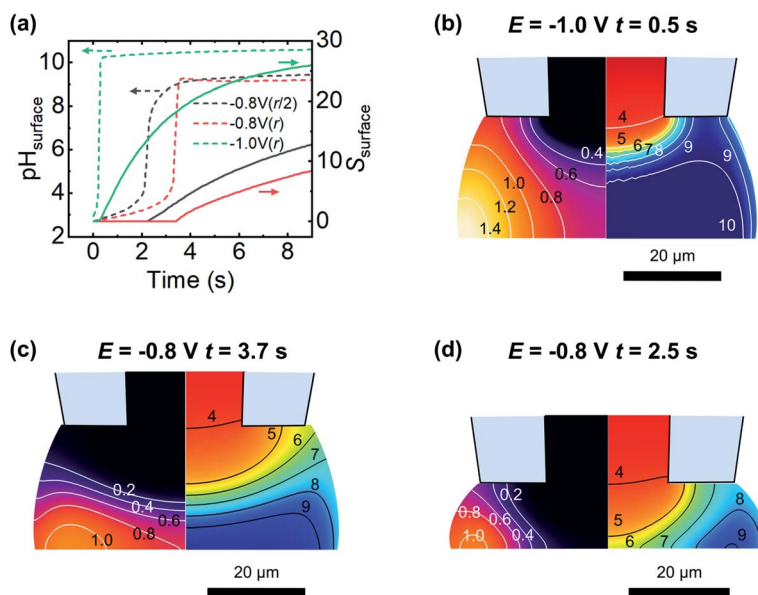 (a)
30
10
8
6
4
2
20
10
0
pH surface
S surface
-0.8V(r/2)
-0.8V(r)
-1.0V(r)
0 2 4 6 8
Time (s)
(b) E = -1.0 V t = 0.5 s
4
5 6 7 8 9 9
0.4
0.6
0.8
1.0
1.2
1.4
10
20 µm
(c) E = -0.8 V t = 3.7 s
4
5
6
7
8
9
0.2
0.4
0.6
1.0
20 µm
(d) E = -0.8 V t = 2.5 s
4
0.2
0.8
0.6
0.4
1.0
5
6 7
8
9
20 µm